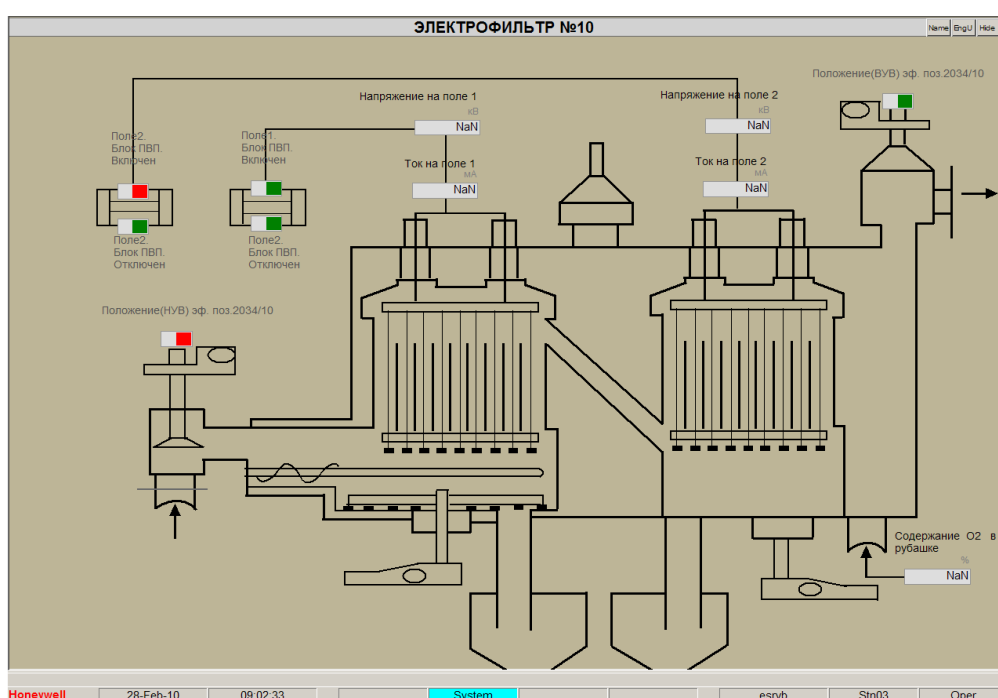 ЭЛЕКТРОФИЛЬТР №10
Name EngU Hide
Положение(ВУВ) эф. поз.2034/10
Напряжение на поле 1
кВ
NaN
Напряжение на поле 2
кВ
NaN
Поле2.
Блок ПВП.
Включен
Поле1.
Блок ПВП.
Включен
Ток на поле 1
мА
NaN
Ток на поле 2
мА
NaN
Поле2.
Блок ПВП.
Отключен
Поле2.
Блок ПВП.
Отключен
Положение(НУВ) эф. поз.2034/10
Содержание О2 в
рубашке
%
NaN
Honeywell 28-Feb-10 09:02:33 System esryb Stn03 Oper